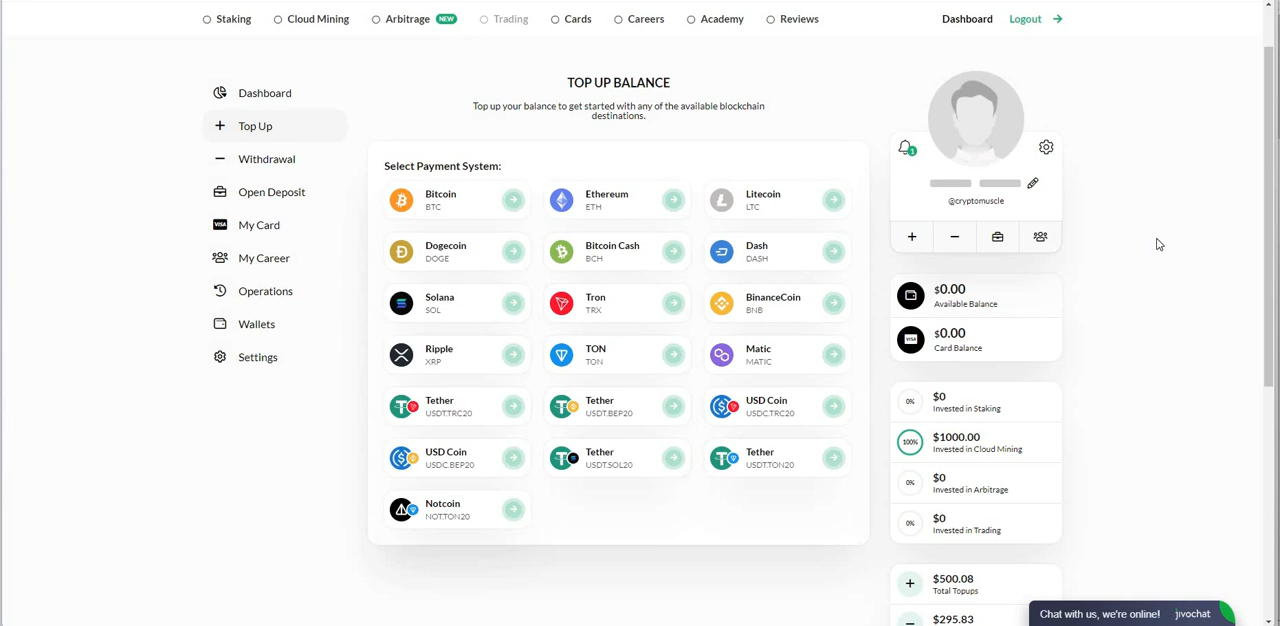 Staking
Cloud Mining
Arbitrage NEW
Trading
Cards
Careers
Academy
Reviews
Dashboard
Logout
Dashboard
Top Up
Withdrawal
Open Deposit
VISA My Card
My Career
Operations
Wallets
Settings
TOP UP BALANCE
Top up your balance to get started with any of the available blockchain
destinations.
Select Payment System:
Bitcoin
BTC
Ethereum
ETH
Litecoin
LTC
Dogecoin
DOGE
Bitcoin Cash
BCH
Dash
DASH
Solana
SOL
Tron
TRX
BinanceCoin
BNB
Ripple
XRP
TON
TON
Matic
MATIC
Tether
USDT.TRC20
Tether
USDT.BEP20
USD Coin
USDC.TRC20
USD Coin
USDC.BEP20
Tether
USDT.SOL20
Tether
USDT.TON20
Notcoin
NOT.TON20
1
@cryptomuscle
$0.00
Available Balance
VISA
$0.00
Card Balance
0%
$0
Invested in Staking
100%
$1000.00
Invested in Cloud Mining
0%
$0
Invested in Arbitrage
0%
$0
Invested in Trading
$500.08
Total Topups
$295.83
Chat with us, we're online! jivochat